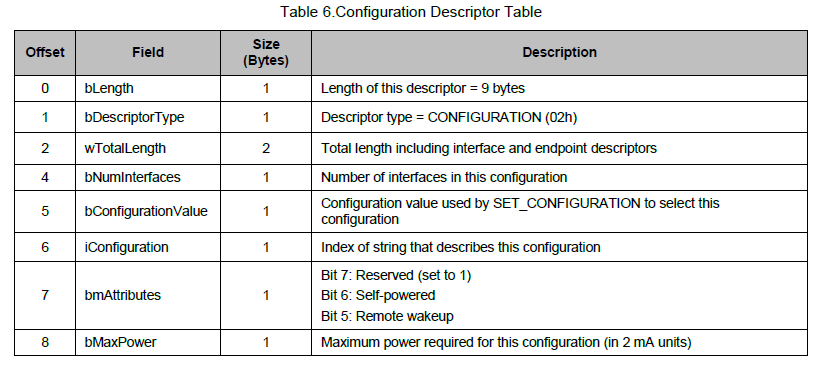 Table 6.Configuration Descriptor Table
Offset Field Size (Bytes) Description
0 bLength 1 Length of this descriptor = 9 bytes
1 bDescriptorType 1 Descriptor type = CONFIGURATION (02h)
2 wTotalLength 2 Total length including interface and endpoint descriptors
4 bNumInterfaces 1 Number of interfaces in this configuration
5 bConfigurationValue 1 Configuration value used by SET_CONFIGURATION to select this
configuration
6 iConfiguration 1 Index of string that describes this configuration
7 bmAttributes 1 Bit 7: Reserved (set to 1)
Bit 6: Self-powered
Bit 5: Remote wakeup
8 bMaxPower 1 Maximum power required for this configuration (in 2 mA units)